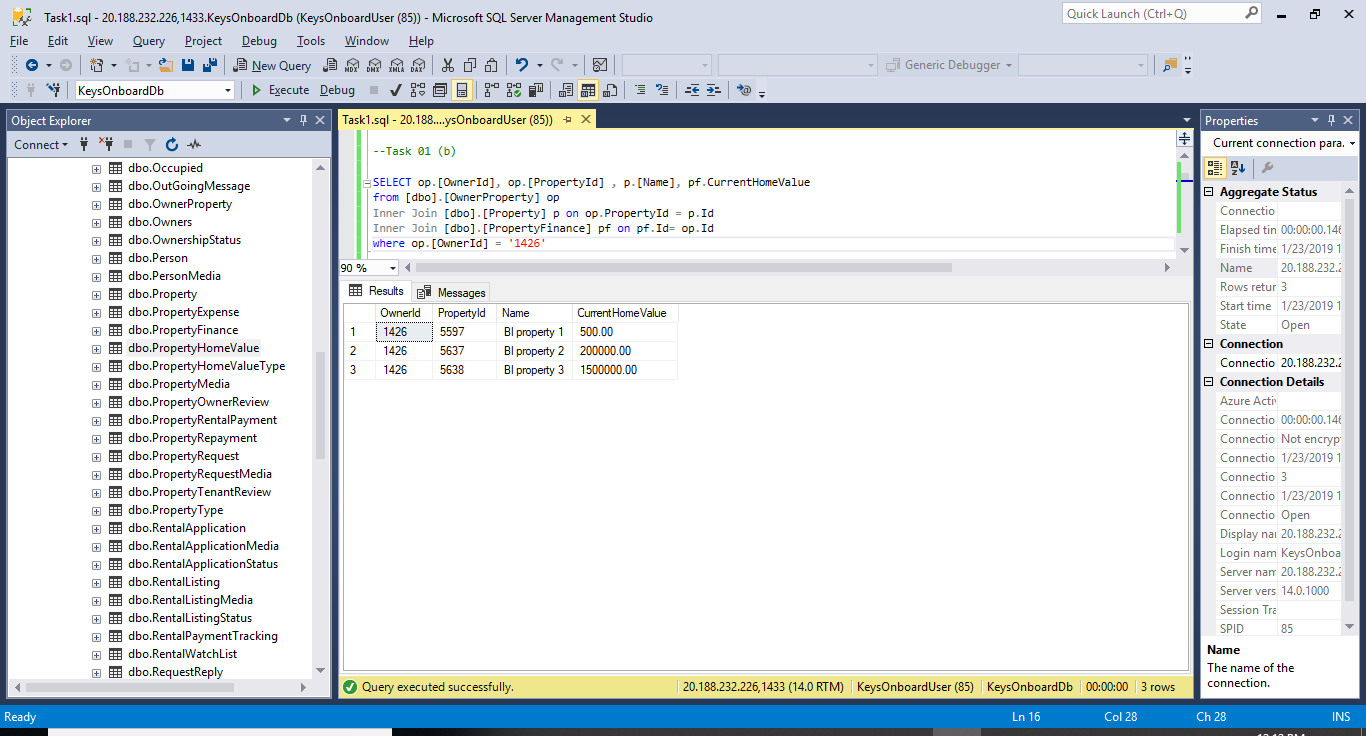 Task1.sql - 20.188.232.226,1433.KeysOnboardDb (KeysOnboardUser (85)) - Microsoft SQL Server Management Studio
Quick Launch (Ctrl+Q)
File Edit View Query Project Debug Tools Window Help
New Query MDX DMX XMLA DAX Generic Debugger
KeysOnboardDb Execute Debug
Object Explorer
Connect
dbo.Occupied
dbo.OutGoingMessage
dbo.OwnerProperty
dbo.Owners
dbo.OwnershipStatus
dbo.Person
dbo.PersonMedia
dbo.Property
dbo.PropertyExpense
dbo.PropertyFinance
dbo.PropertyHomeValue
dbo.PropertyHomeValueType
dbo.PropertyMedia
dbo.PropertyOwnerReview
dbo.PropertyRentalPayment
dbo.PropertyRepayment
dbo.PropertyRequest
dbo.PropertyRequestMedia
dbo.PropertyTenantReview
dbo.PropertyType
dbo.RentalApplication
dbo.RentalApplicationMedia
dbo.RentalApplicationStatus
dbo.RentalListing
dbo.RentalListingMedia
dbo.RentalListingStatus
dbo.RentalPaymentTracking
dbo.RentalWatchList
dbo.RequestReply
Task1.sql - 20.188....ysOnboardUser (85))
--Task 01 (b)
SELECT op.[OwnerId], op.[PropertyId] , p.[Name], pf.CurrentHomeValue
from [dbo].[OwnerProperty] op
Inner Join [dbo].[Property] p on op.PropertyId = p.Id
Inner Join [dbo].[PropertyFinance] pf on pf.Id= op.Id
where op.[OwnerId] = '1426'
90 %
Results Messages
OwnerId PropertyId Name CurrentHomeValue
1 1426 5597 BI property 1 500.00
2 1426 5637 BI property 2 200000.00
3 1426 5638 BI property 3 1500000.00
Query executed successfully. 20.188.232.226,1433 (14.0 RTM) KeysOnboardUser (85) KeysOnboardDb 00:00:00 3 rows
Properties
Current connection para.
Aggregate Status
Connectio
Elapsed tin 00:00:00.146
Finish time 1/23/2019 1
Name 20.188.232.2
Rows retur 3
Start time 1/23/2019 1
State Open
Connection
Connectio 20.188.232.2
Connection Details
Azure Activ
Connectio 00:00:00.146
Connectio Not encryp
Connectio 1/23/2019 1
Connectio 3
Connectio 1/23/2019 1
Connectio Open
Display nar 20.188.232.2
Login nam KeysOnboa
Server nam 20.188.232.2
Server vers 14.0.1000
Session Tra
SPID 85
Name
The name of the
connection.
Ready Ln 16 Col 28 Ch 28 INS